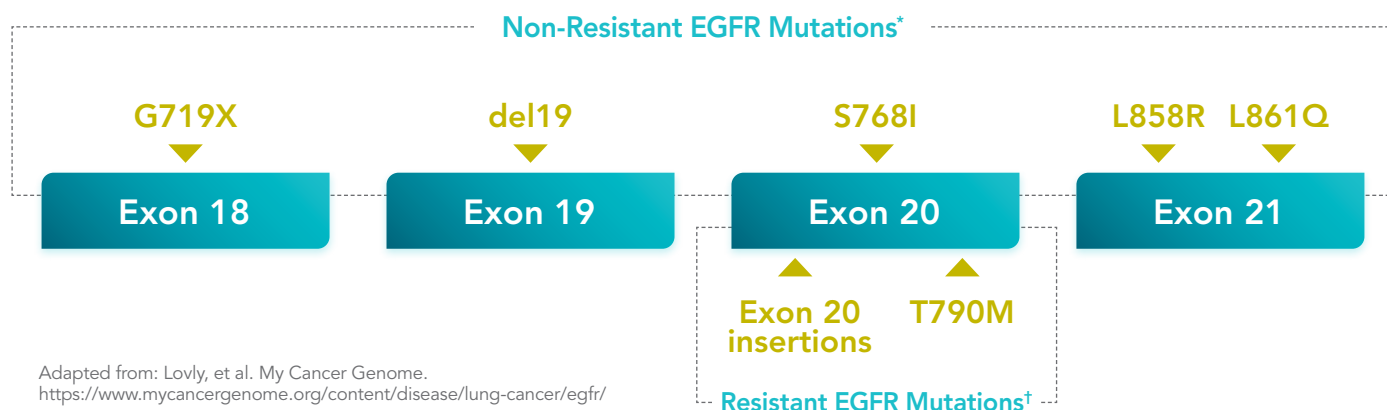 Non-Resistant EGFR Mutations*
G719X
del19
S768I
L858R
L861Q
Exon 18
Exon 19
Exon 20
Exon 21
Exon 20
insertions
T790M
Adapted from: Lovly, et al. My Cancer Genome.
https://www.mycancergenome.org/content/disease/lung-cancer/egfr/
Resistant EGFR Mutations†